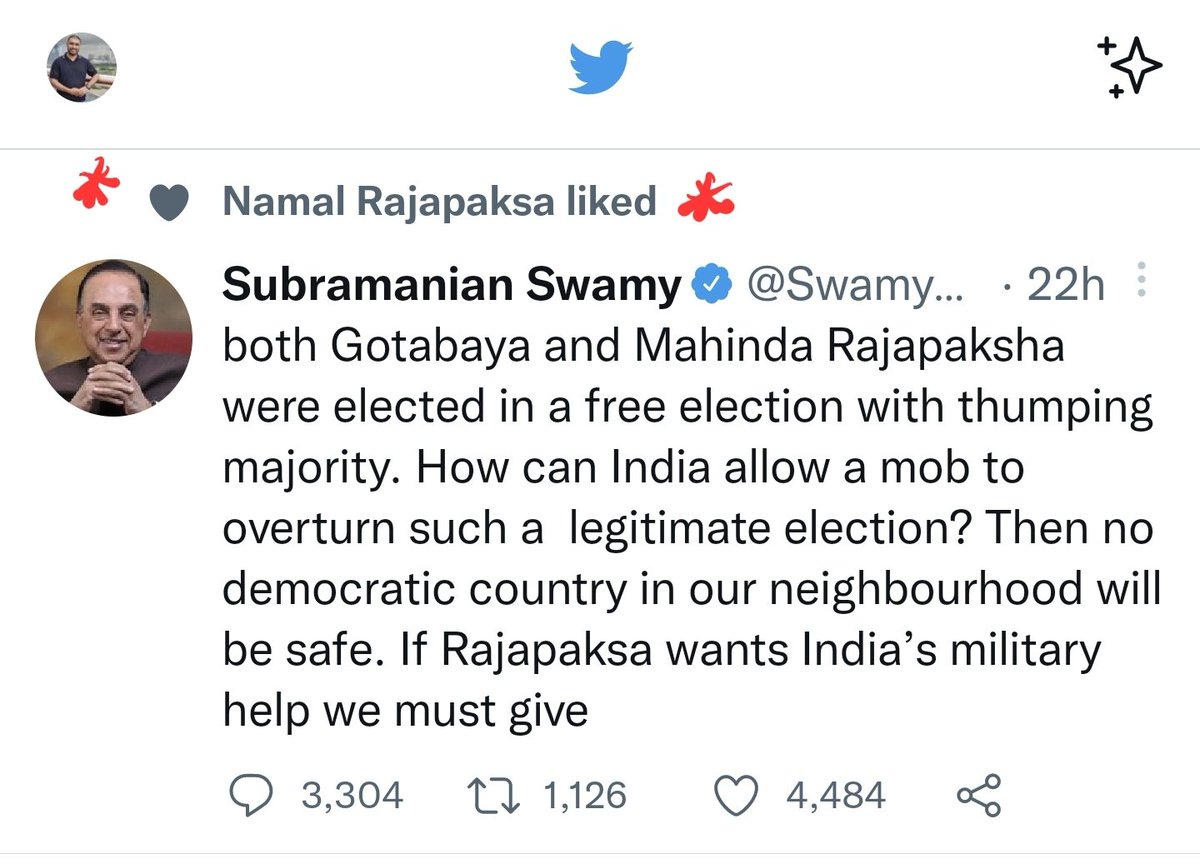 Namal Rajapaksa liked
Subramanian Swamy @Swamy... · 22h
both Gotabaya and Mahinda Rajapaksha
were elected in a free election with thumping
majority. How can India allow a mob to
overturn such a  legitimate election? Then no
democratic country in our neighbourhood will
be safe. If Rajapaksa wants India’s military
help we must give
3,304 1,126 4,484